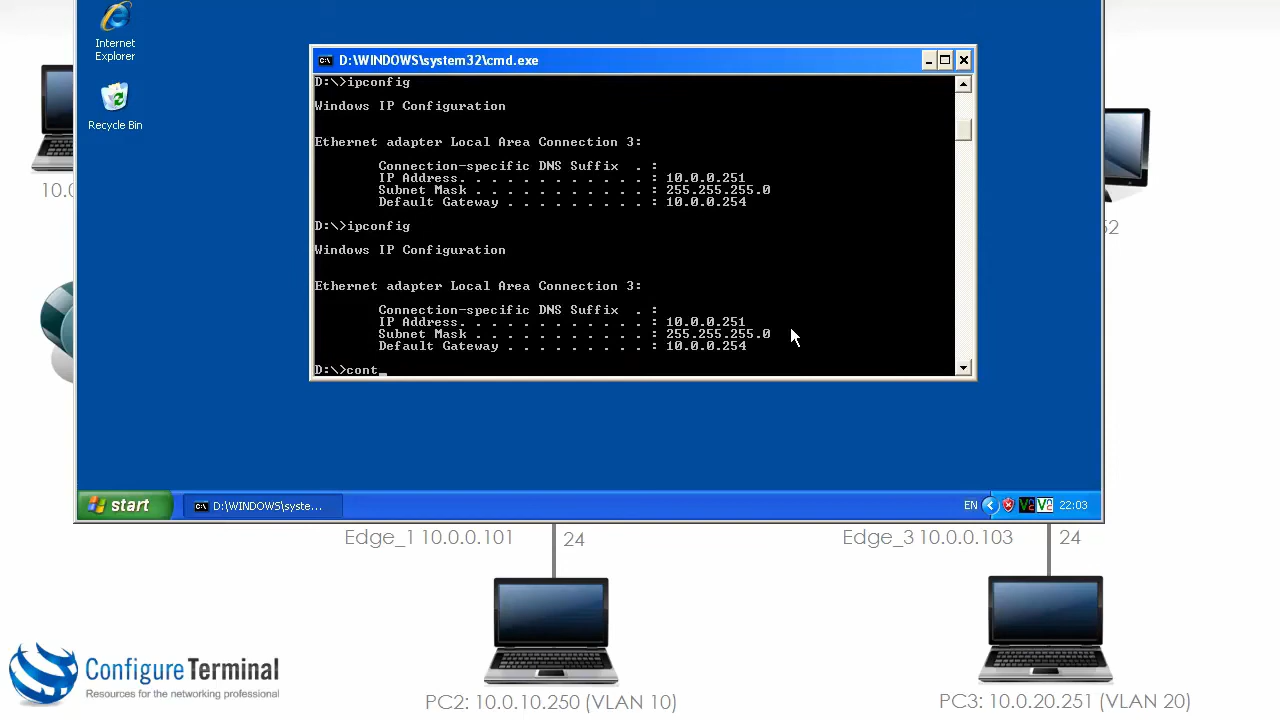 Internet
Explorer
Recycle Bin
D:\WINDOWS\system32\cmd.exe
D:\>ipconfig
Windows IP Configuration
Ethernet adapter Local Area Connection 3:
Connection-specific DNS Suffix . :
IP Address. . . . . . . . . . . . : 10.0.0.251
Subnet Mask . . . . . . . . . . . : 255.255.255.0
Default Gateway . . . . . . . . . : 10.0.0.254
D:\>ipconfig
Windows IP Configuration
Ethernet adapter Local Area Connection 3:
Connection-specific DNS Suffix . :
IP Address. . . . . . . . . . . . : 10.0.0.251
Subnet Mask . . . . . . . . . . . : 255.255.255.0
Default Gateway . . . . . . . . . : 10.0.0.254
D:\>cont_
10.0
52
start
D:\WINDOWS\syste...
EN
22:03
Edge_1 10.0.0.101
24
Edge_3 10.0.0.103
24
Configure Terminal
Resources for the networking professional
PC2: 10.0.10.250 (VLAN 10)
PC3: 10.0.20.251 (VLAN 20)